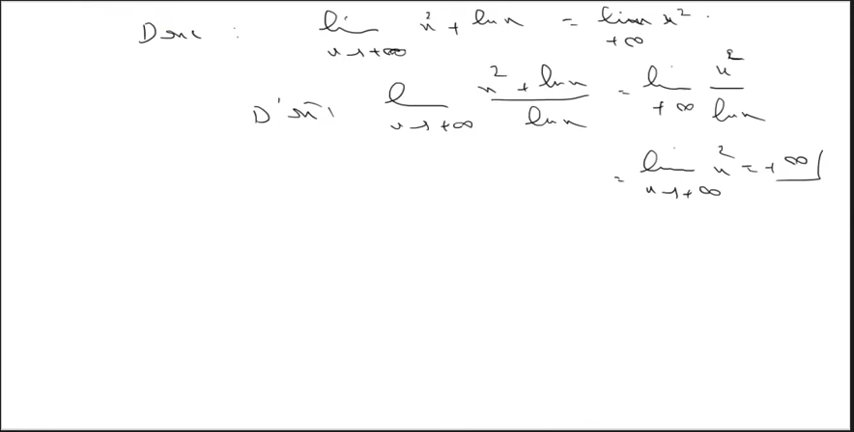 Donc : lim x→+∞ x² + ln x = lim +∞ x².
D'où : lim x→+∞ (x² + ln x)/(ln x) = lim +∞ x²/(ln x)
= lim x→+∞ x² = +∞